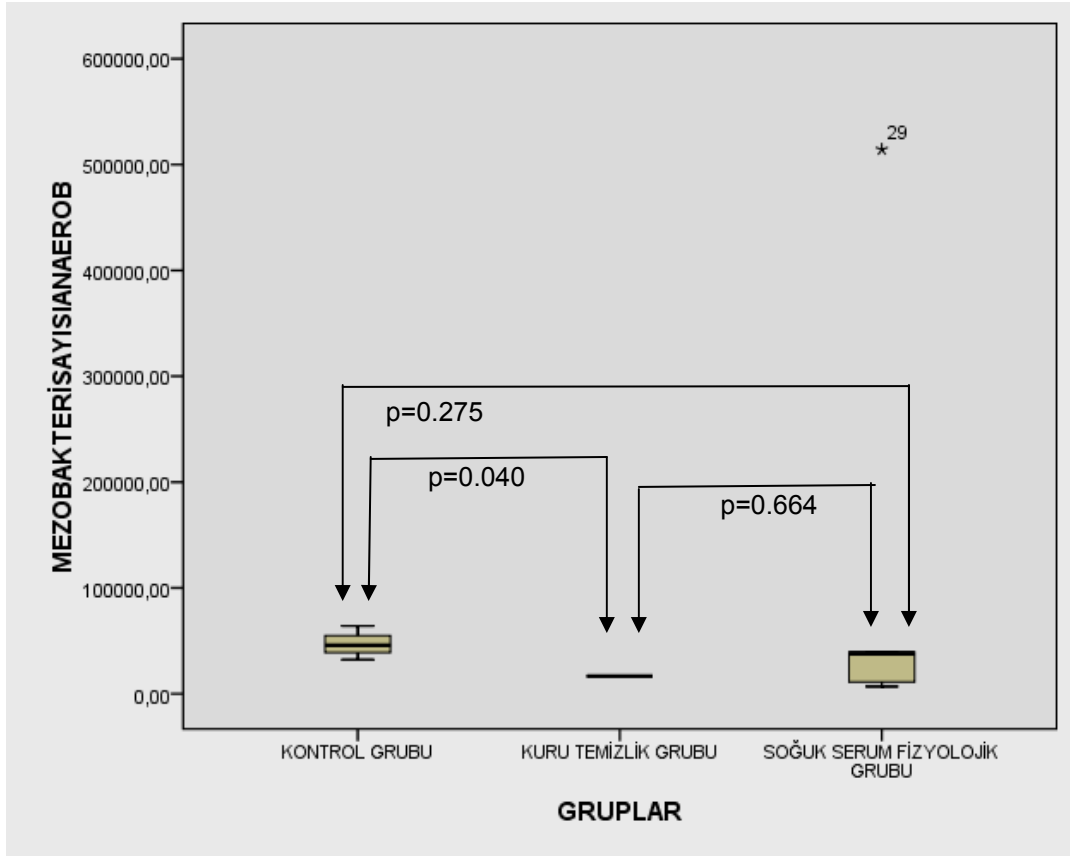 600000,00
500000,00
400000,00
300000,00
200000,00
100000,00
0,00
MEZOBAKTERİSAYISIANAEROB
29
*
p=0.275
p=0.040
p=0.664
KONTROL GRUBU
KURU TEMİZLİK GRUBU
SOĞUK SERUM FİZYOLOJİK
GRUBU
GRUPLAR